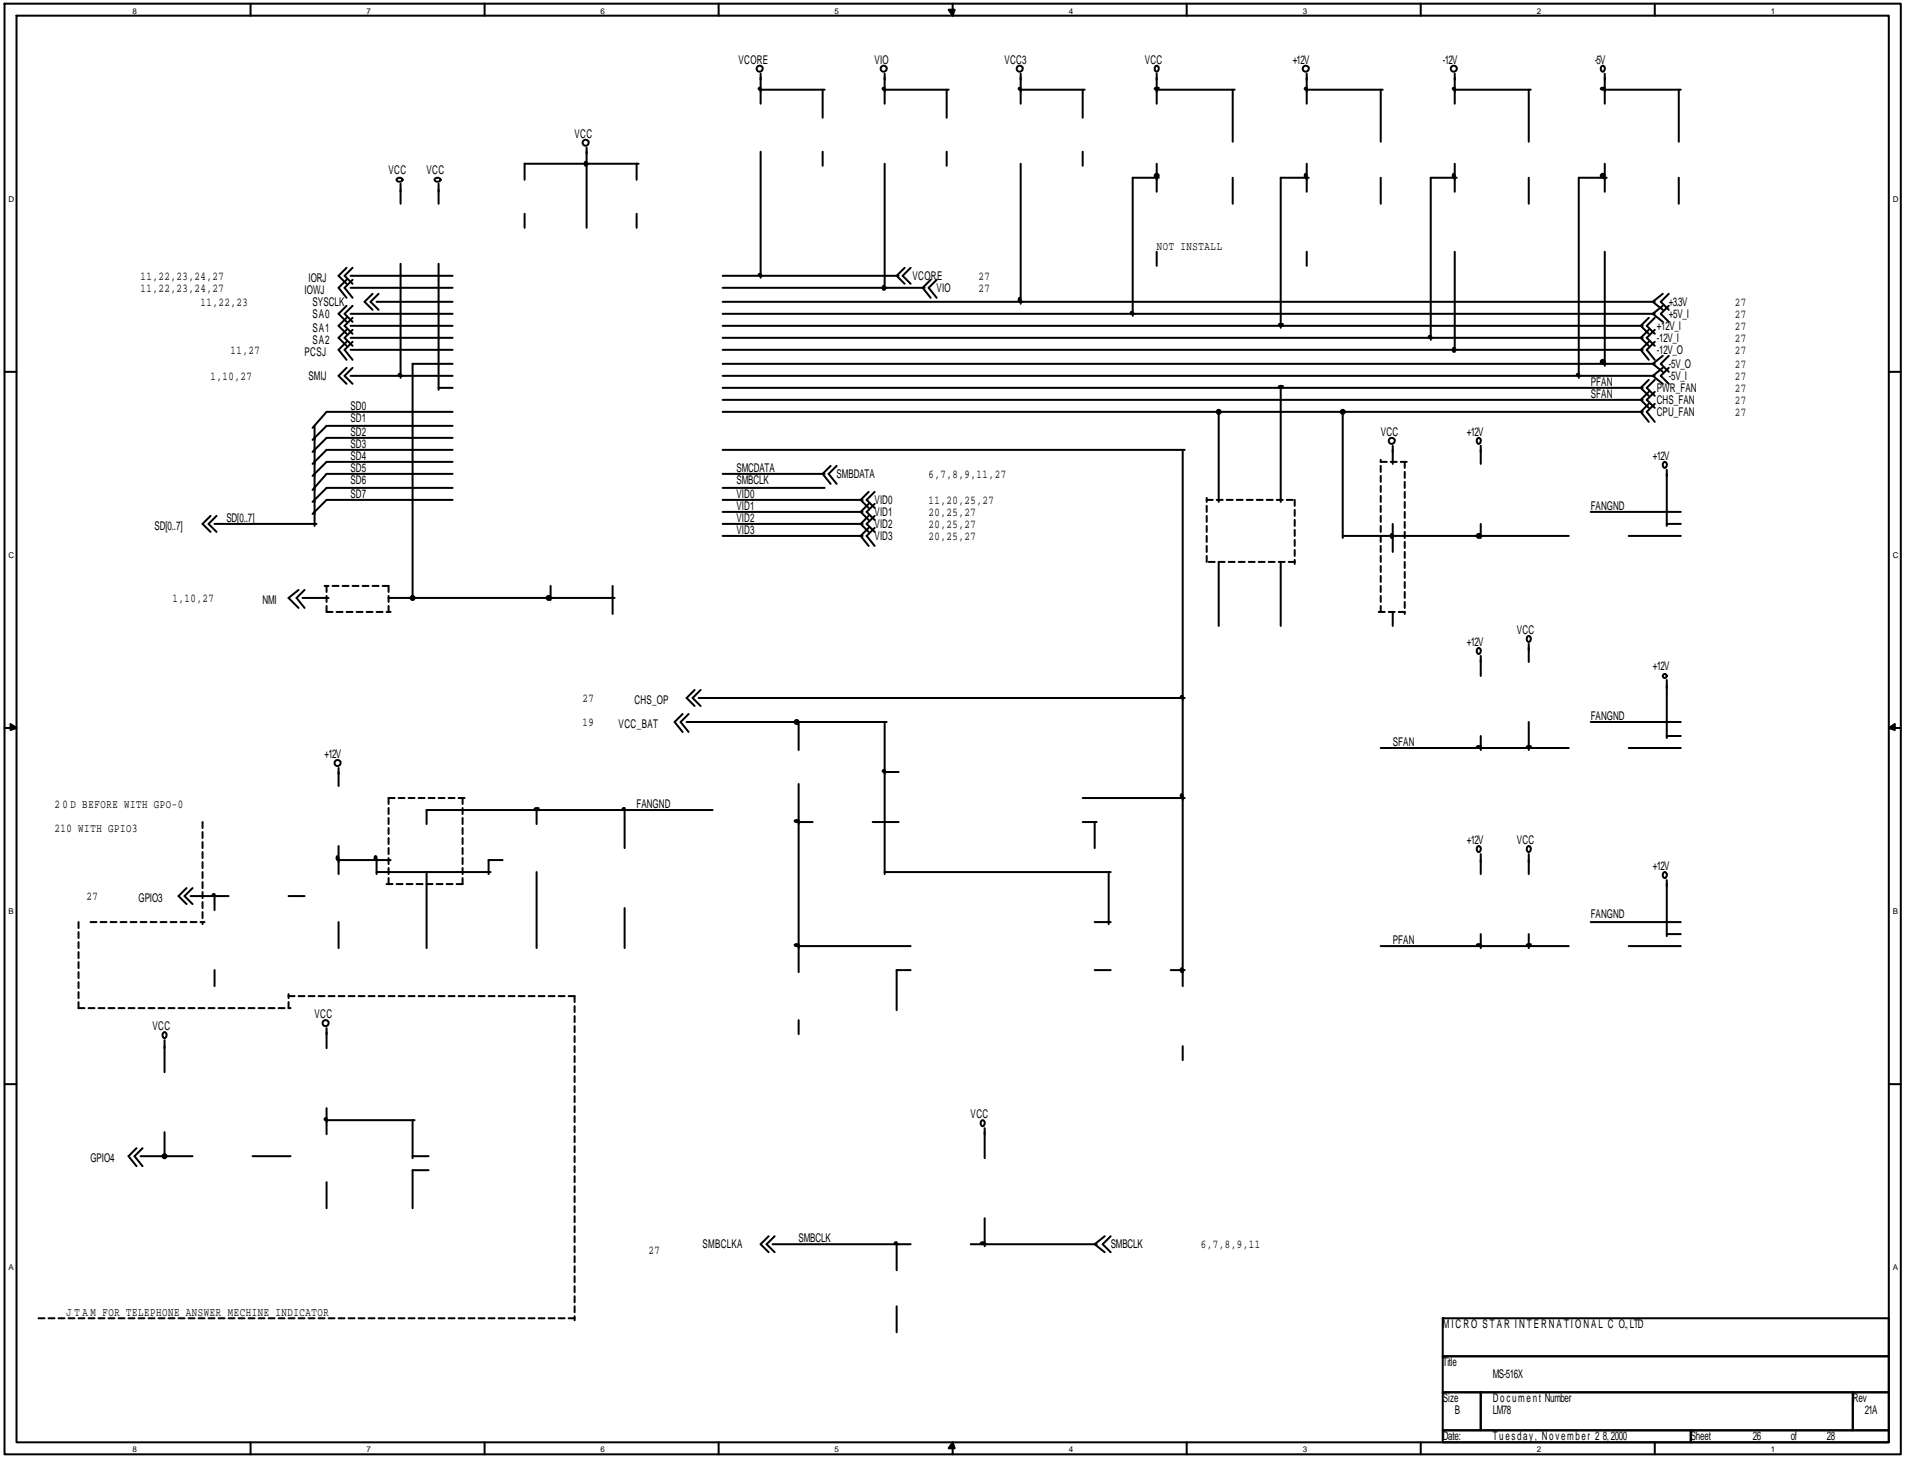 8 7 6 5 4 3 2 1
VCORE VIO VCC3 VCC +12V -12V -5V
VCC
VCC VCC
D D
NOT INSTALL
11,22,23,24,27 IORJ VCORE 27
11,22,23,24,27 IOWJ VIO 27
11,22,23 SYSCLK +3.3V 27
SA0 +5V_I 27
SA1 +12V_I 27
SA2 -12V_I 27
11,27 PCSJ -12V_O 27
-5V_O 27
1,10,27 SMIJ -5V_I 27
PFAN PWR_FAN 27
SFAN CHS_FAN 27
CPU_FAN 27
SD0
SD1
SD2
SD3
SD4
SD5
SD6
SD7
VCC +12V
+12V
SMCDATA SMBDATA 6,7,8,9,11,27
SMBCLK
VID0 VID0 11,20,25,27
VID1 VID1 20,25,27
VID2 VID2 20,25,27
VID3 VID3 20,25,27
FANGND
SD[0..7] SD[0..7]
C C
1,10,27 NMI
+12V VCC
+12V
27 CHS_OP
19 VCC_BAT
FANGND
SFAN
+12V
20D BEFORE WITH GPO-0
210 WITH GPIO3
FANGND
+12V VCC
+12V
27 GPIO3
B B
FANGND
PFAN
VCC VCC
VCC
GPIO4
27 SMBCLKA SMBCLK SMBCLK 6,7,8,9,11
A A
JTAM FOR TELEPHONE ANSWER MECHINE INDICATOR
MICRO STAR INTERNATIONAL C O.,LTD
Title
MS-516X
Size Document Number Rev
B LM78 21A
Date: Tuesday, November 28, 2000 Sheet 26 of 28
8 7 6 5 4 3 2 1